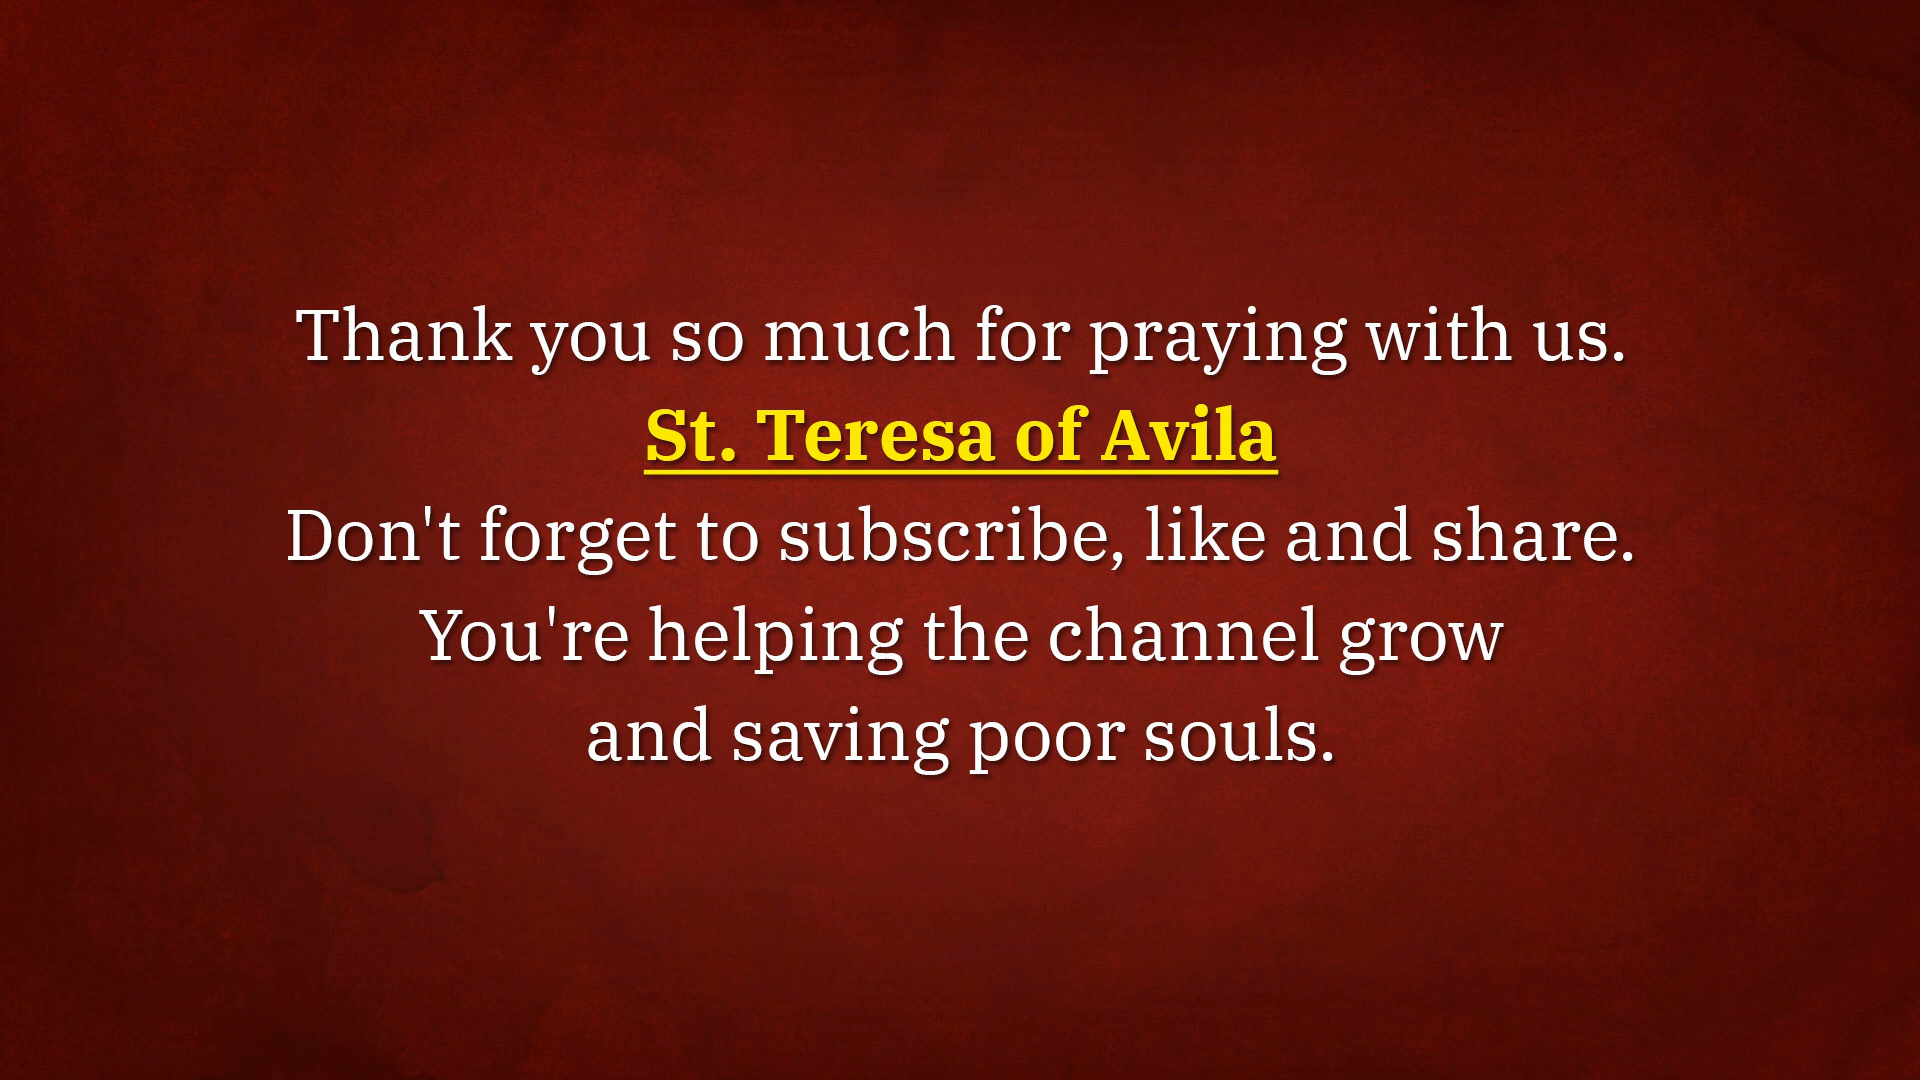 Thank you so much for praying with us.
St. Teresa of Avila
Don't forget to subscribe, like and share.
You're helping the channel grow
and saving poor souls.